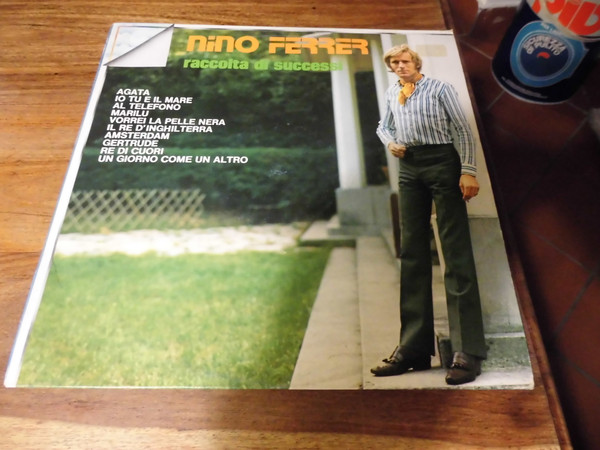 NINO FERRER
raccolta di successi
AGATA
IO TU E IL MARE
AL TELEFONO
MARILU
VORREI LA PELLE NERA
IL RE D'INGHILTERRA
AMSTERDAM
GERTRUDE
RE DI CUORI
UN GIORNO COME UN ALTRO